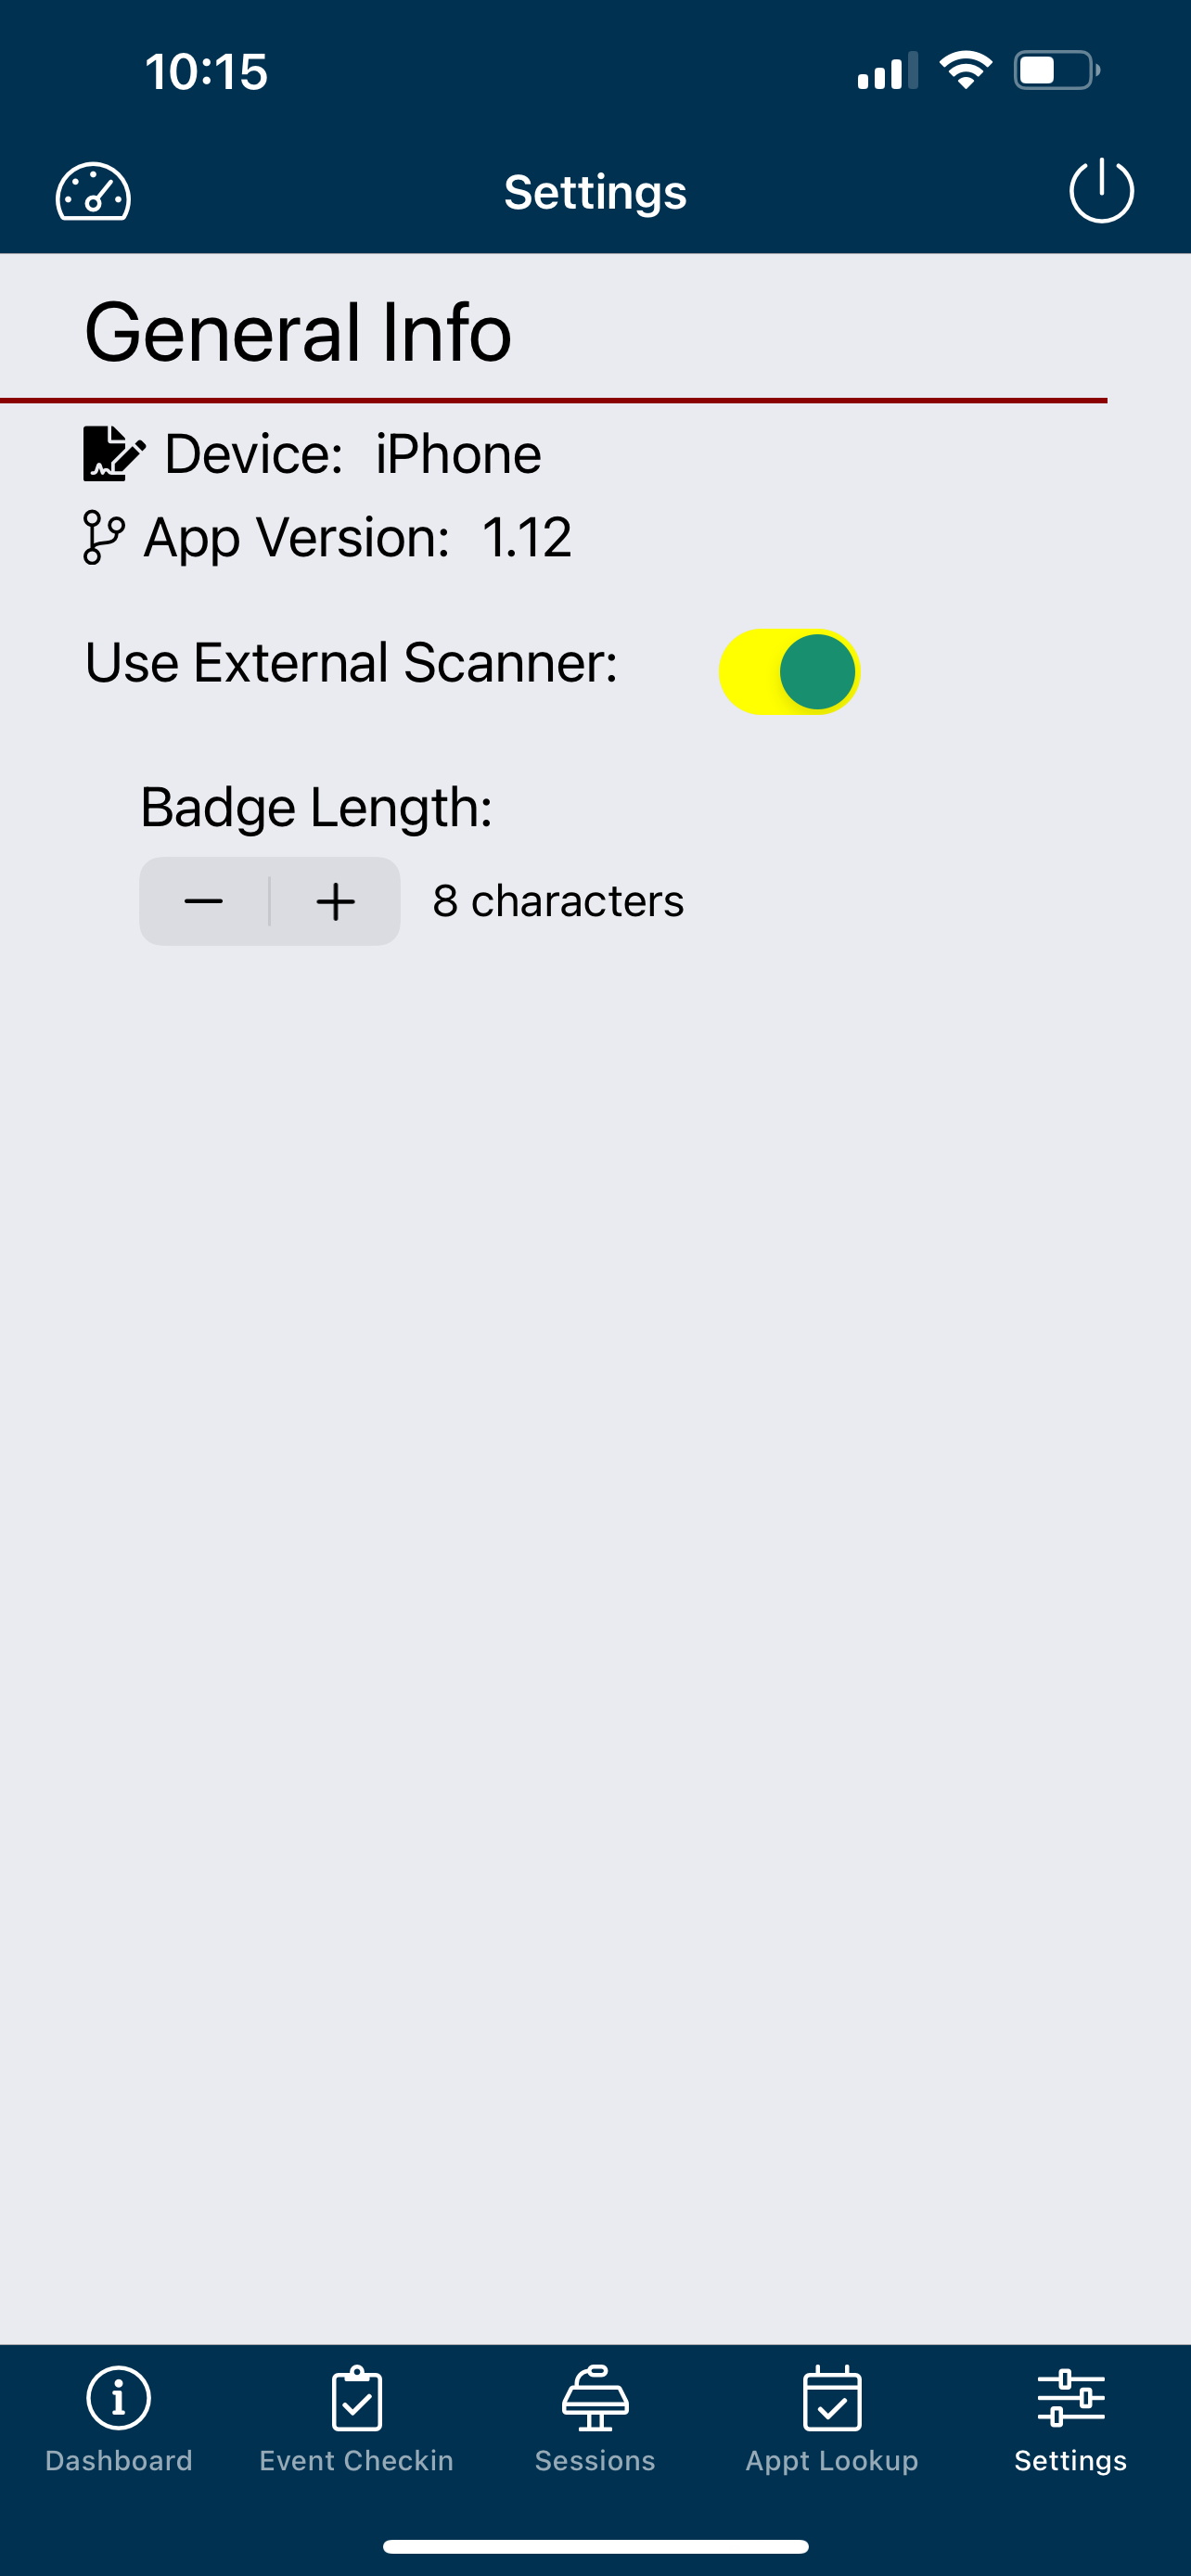 10:15
Settings
General Info
Device: iPhone
App Version: 1.12
Use External Scanner:
Badge Length:
8 characters
Dashboard
Event Checkin
Sessions
Appt Lookup
Settings